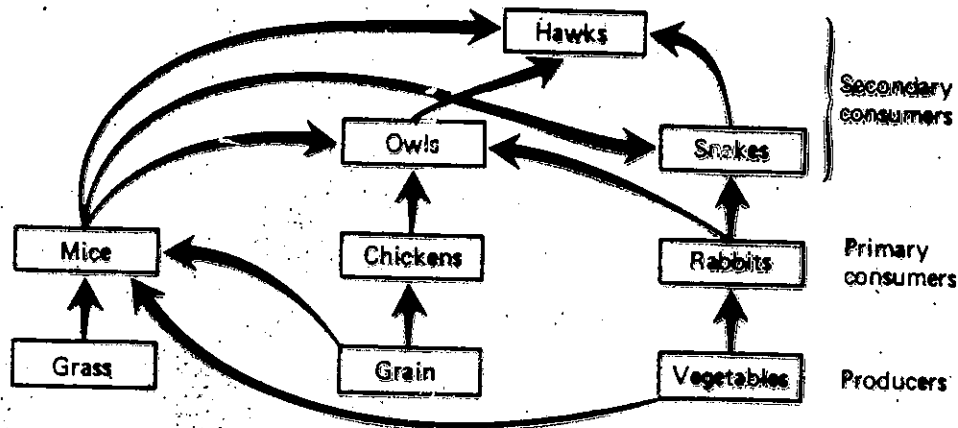 Hawks
Secondary
consumers
Owls
Snakes
Mice
Chickens
Rabbits
Primary
consumers
Grass
Grain
Vegetables
Producers